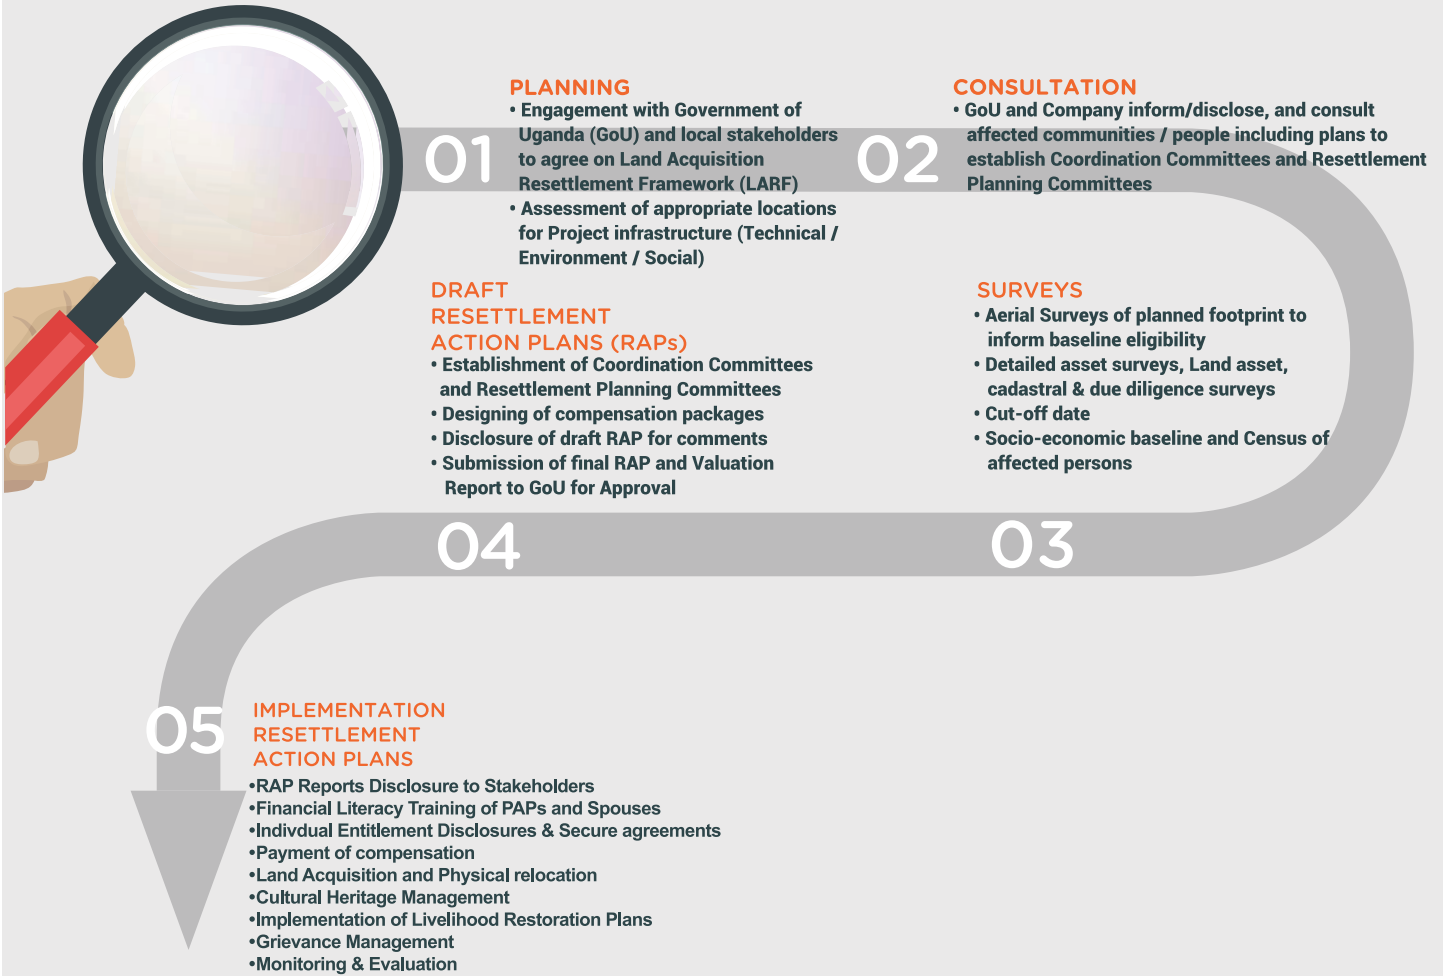 01
PLANNING
• Engagement with Government of
Uganda (GoU) and local stakeholders
to agree on Land Acquisition
Resettlement Framework (LARF)
• Assessment of appropriate locations
for Project infrastructure (Technical /
Environment / Social)
02
CONSULTATION
• GoU and Company inform/disclose, and consult
affected communities / people including plans to
establish Coordination Committees and Resettlement
Planning Committees
SURVEYS
• Aerial Surveys of planned footprint to
inform baseline eligibility
• Detailed asset surveys, Land asset,
cadastral & due diligence surveys
• Cut-off date
• Socio-economic baseline and Census of
affected persons
03
DRAFT
RESETTLEMENT
ACTION PLANS (RAPs)
• Establishment of Coordination Committees
and Resettlement Planning Committees
• Designing of compensation packages
• Disclosure of draft RAP for comments
• Submission of final RAP and Valuation
Report to GoU for Approval
04
05
IMPLEMENTATION
RESETTLEMENT
ACTION PLANS
•RAP Reports Disclosure to Stakeholders
•Financial Literacy Training of PAPs and Spouses
•Indivdual Entitlement Disclosures & Secure agreements
•Payment of compensation
•Land Acquisition and Physical relocation
•Cultural Heritage Management
•Implementation of Livelihood Restoration Plans
•Grievance Management
•Monitoring & Evaluation